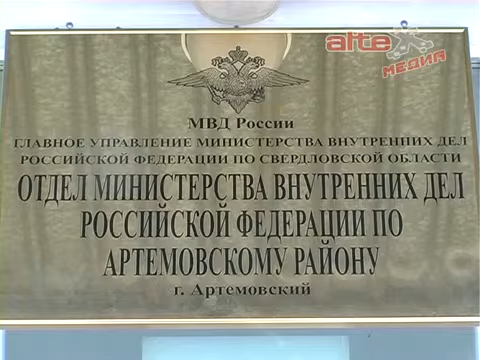 alte
МЕДИА
МВД России
ГЛАВНОЕ УПРАВЛЕНИЕ МИНИСТЕРСТВА ВНУТРЕННИХ ДЕЛ
РОССИЙСКОЙ ФЕДЕРАЦИИ ПО СВЕРДЛОВСКОЙ ОБЛАСТИ
ОТДЕЛ МИНИСТЕРСТВА ВНУТРЕННИХ ДЕЛ
РОССИЙСКОЙ ФЕДЕРАЦИИ ПО
АРТЕМОВСКОМУ РАЙОНУ
г. Артемовский